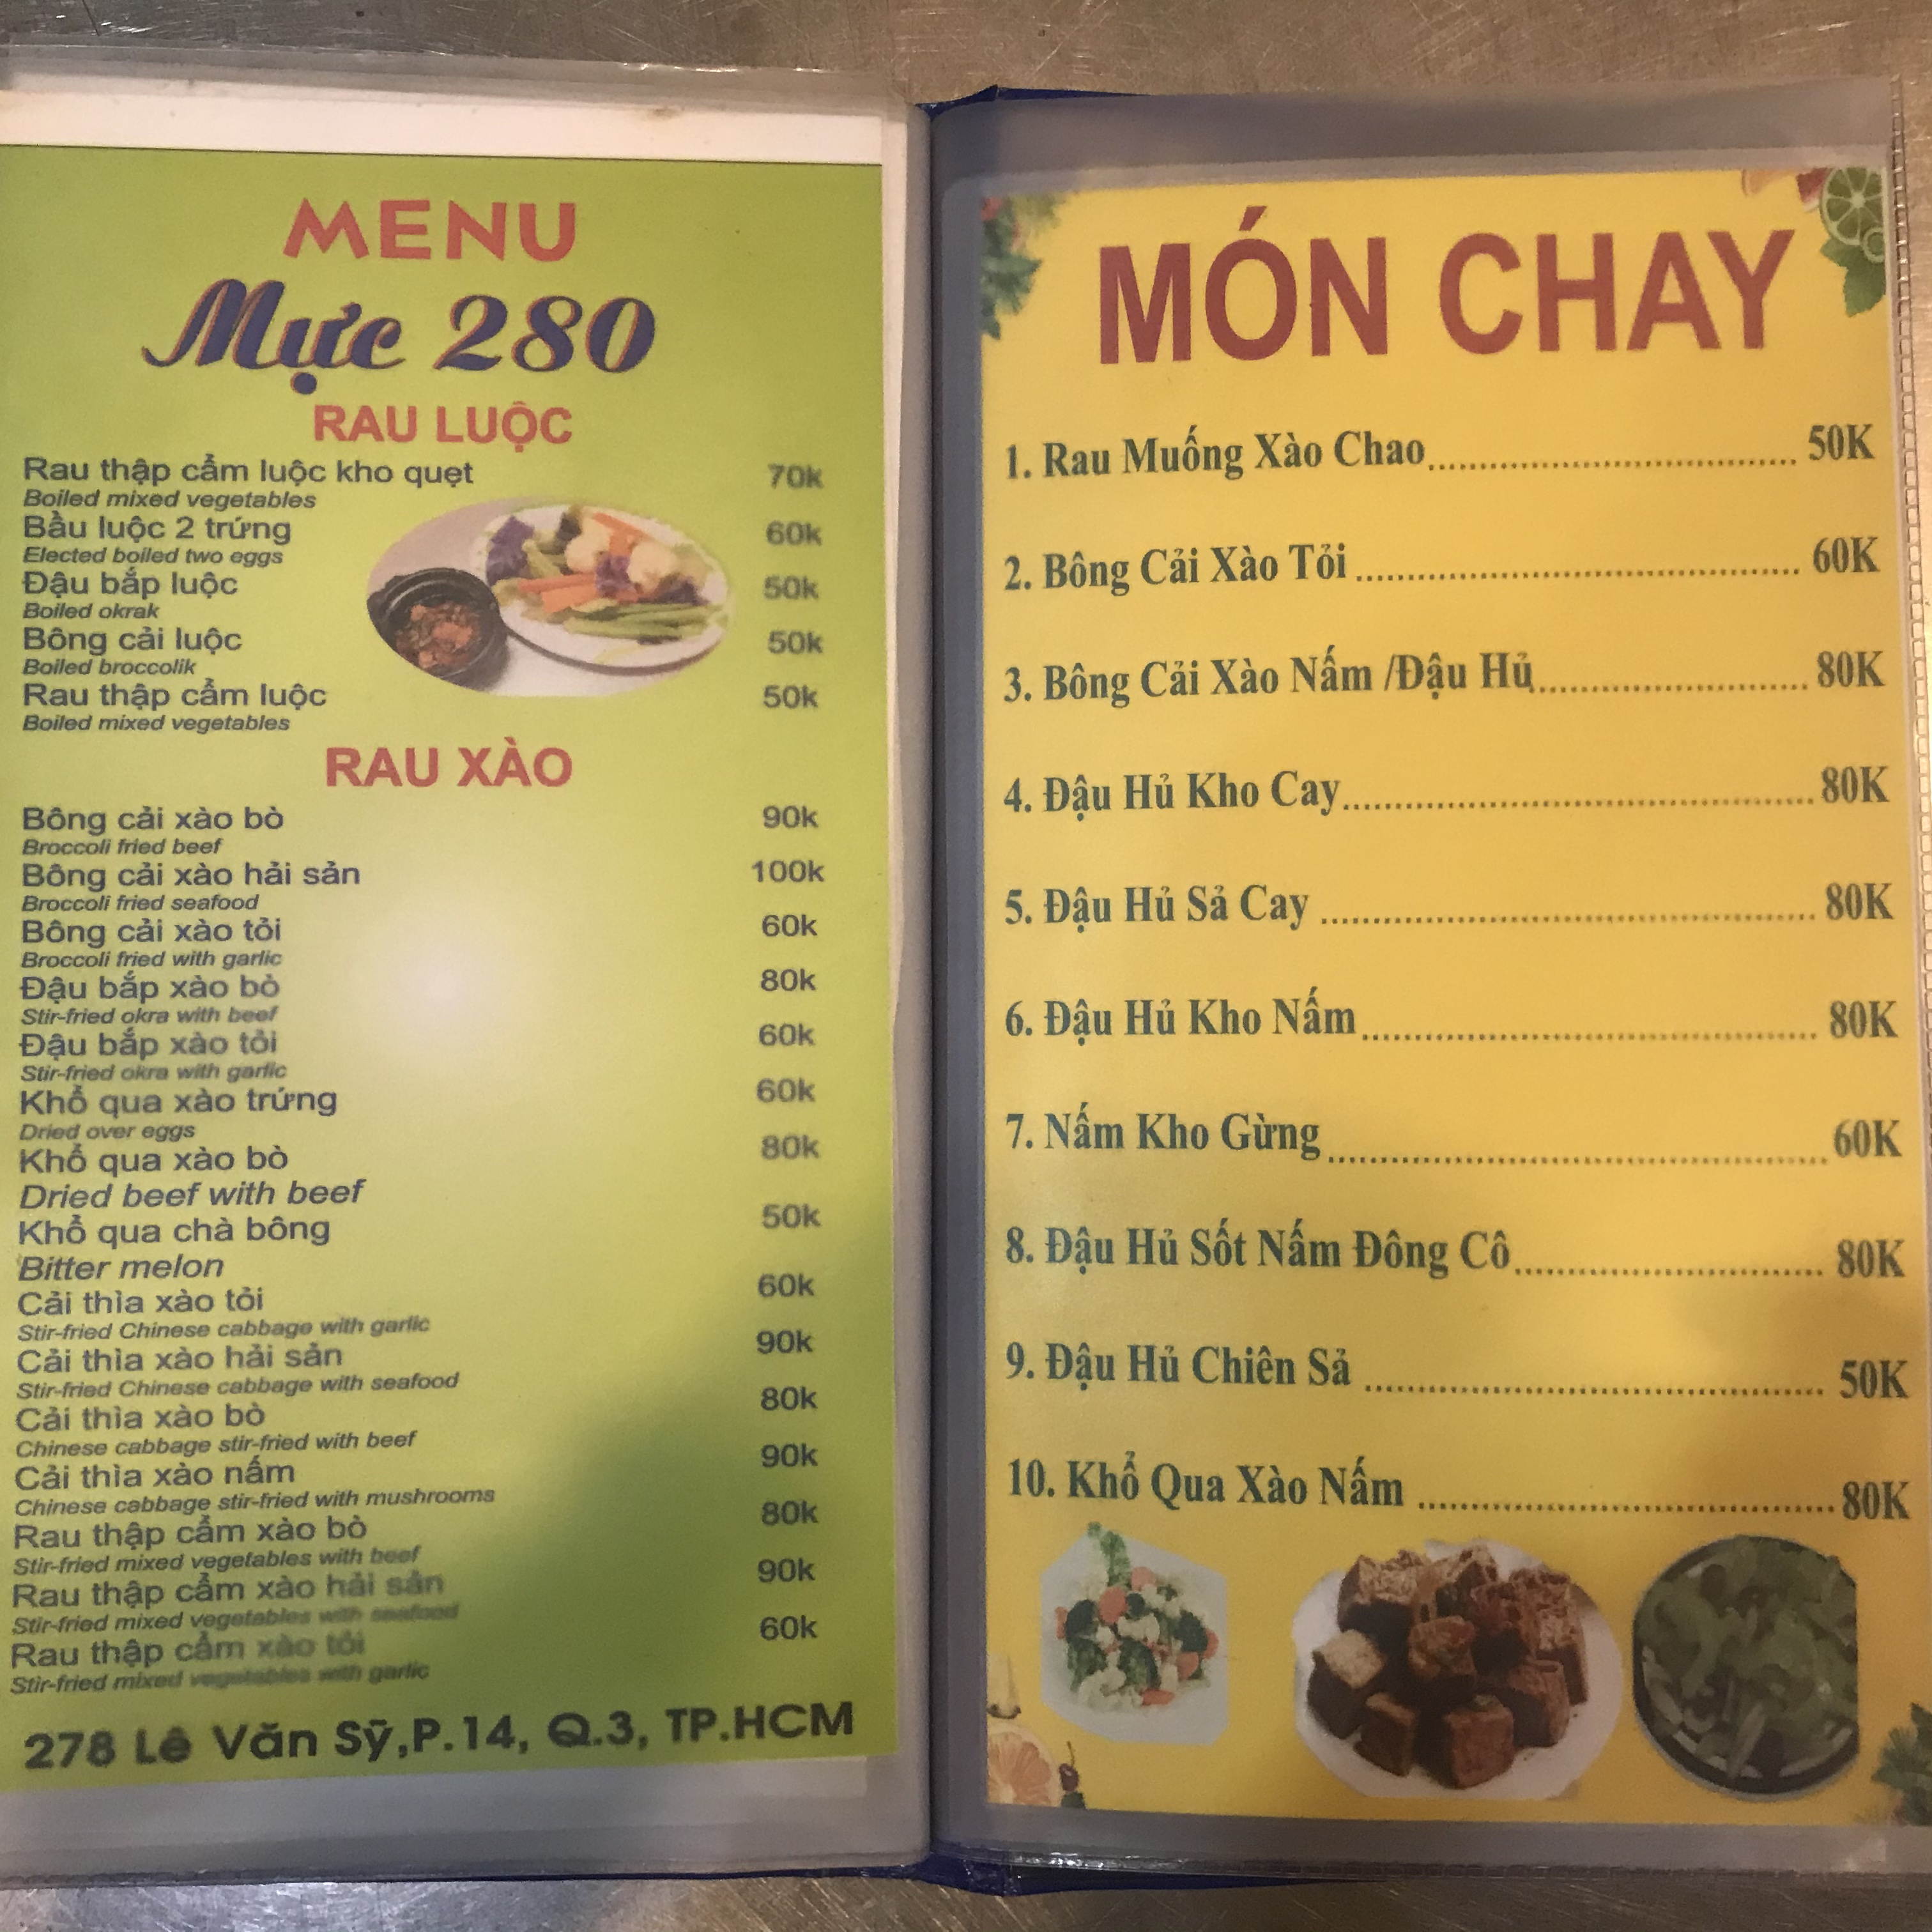 MENU
Mực 280
RAU LUỘC
Rau thập cẩm luộc kho quẹt 70k
Boiled mixed vegetables
Bầu luộc 2 trứng 60k
Elected boiled two eggs
Đậu bắp luộc 50k
Boiled okrak
Bông cải luộc 50k
Boiled broccolik
Rau thập cẩm luộc 50k
Boiled mixed vegetables
RAU XÀO
Bông cải xào bò 90k
Broccoli fried beef
Bông cải xào hải sản 100k
Broccoli fried seafood
Bông cải xào tỏi 60k
Broccoli fried with garlic
Đậu bắp xào bò 80k
Stir-fried okra with beef
Đậu bắp xào tỏi 60k
Stir-fried okra with garlic
Khổ qua xào trứng 60k
Dried over eggs
Khổ qua xào bò 80k
Dried beef with beef
Khổ qua chà bông 50k
Bitter melon
Cải thìa xào tỏi 60k
Stir-fried Chinese cabbage with garlic
Cải thìa xào hải sản 90k
Stir-fried Chinese cabbage with seafood
Cải thìa xào bò 80k
Chinese cabbage stir-fried with beef
Cải thìa xào nấm 90k
Chinese cabbage stir-fried with mushrooms
Rau thập cẩm xào bò 80k
Stir-fried mixed vegetables with beef
Rau thập cẩm xào hải sản 90k
Stir-fried mixed vegetables with seafood
Rau thập cẩm xào tỏi 60k
Stir-fried mixed vegetables with garlic
278 Lê Văn Sỹ,P.14, Q.3, TP.HCM
MÓN CHAY
1. Rau Muống Xào Chao 50K
2. Bông Cải Xào Tỏi 60K
3. Bông Cải Xào Nấm /Đậu Hủ 80K
4. Đậu Hủ Kho Cay 80K
5. Đậu Hủ Sả Cay 80K
6. Đậu Hủ Kho Nấm 80K
7. Nấm Kho Gừng 60K
8. Đậu Hủ Sốt Nấm Đông Cô 80K
9. Đậu Hủ Chiên Sả 50K
10. Khổ Qua Xào Nấm 80K